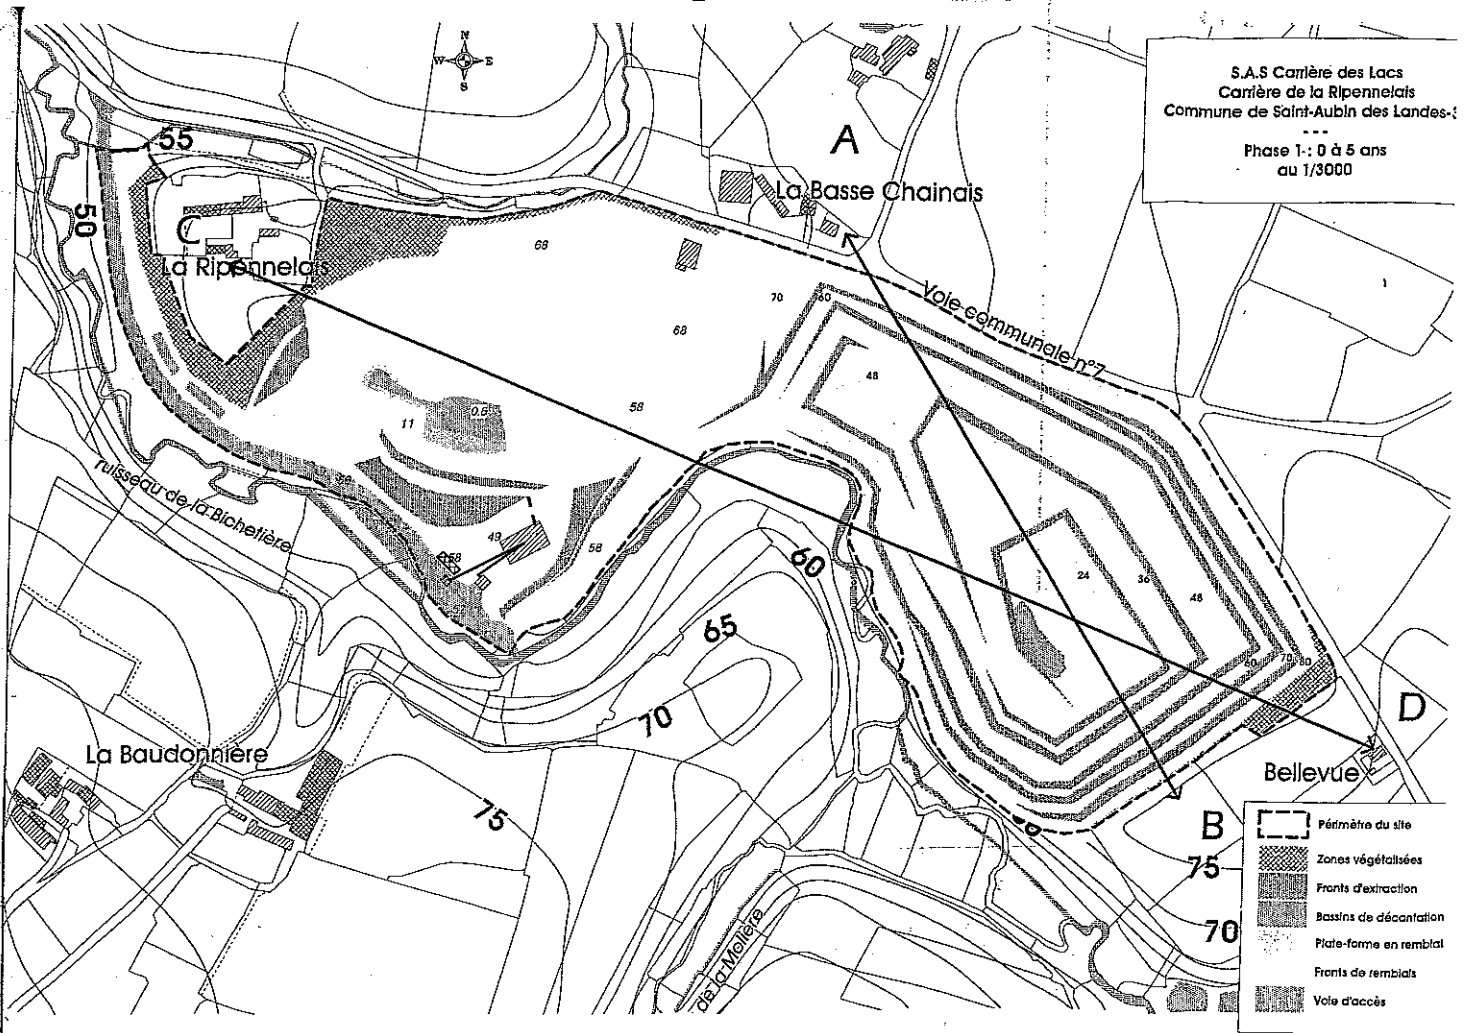 N
W E
S
S.A.S Carrière des Lacs
Carrière de la Ripennelais
Commune de Saint-Aubin des Landes-
---
Phase 1-: 0 à 5 ans
au 1/3000
A
55
La Basse Chainais
50
C
La Ripennelais
68
70
60
Voie communale n°7
68
48
58
0.6
11
ruisseau de la Bichetière
49
58
58
60
24
36
48
65
60
70
80
70
D
La Baudonnière
Bellevue
75
B
75
70
de la Molière
Périmètre du site
Zones végétalisées
Fronts d'extraction
Bassins de décantation
Plate-forme en remblai
Fronts de remblais
Voie d'accès